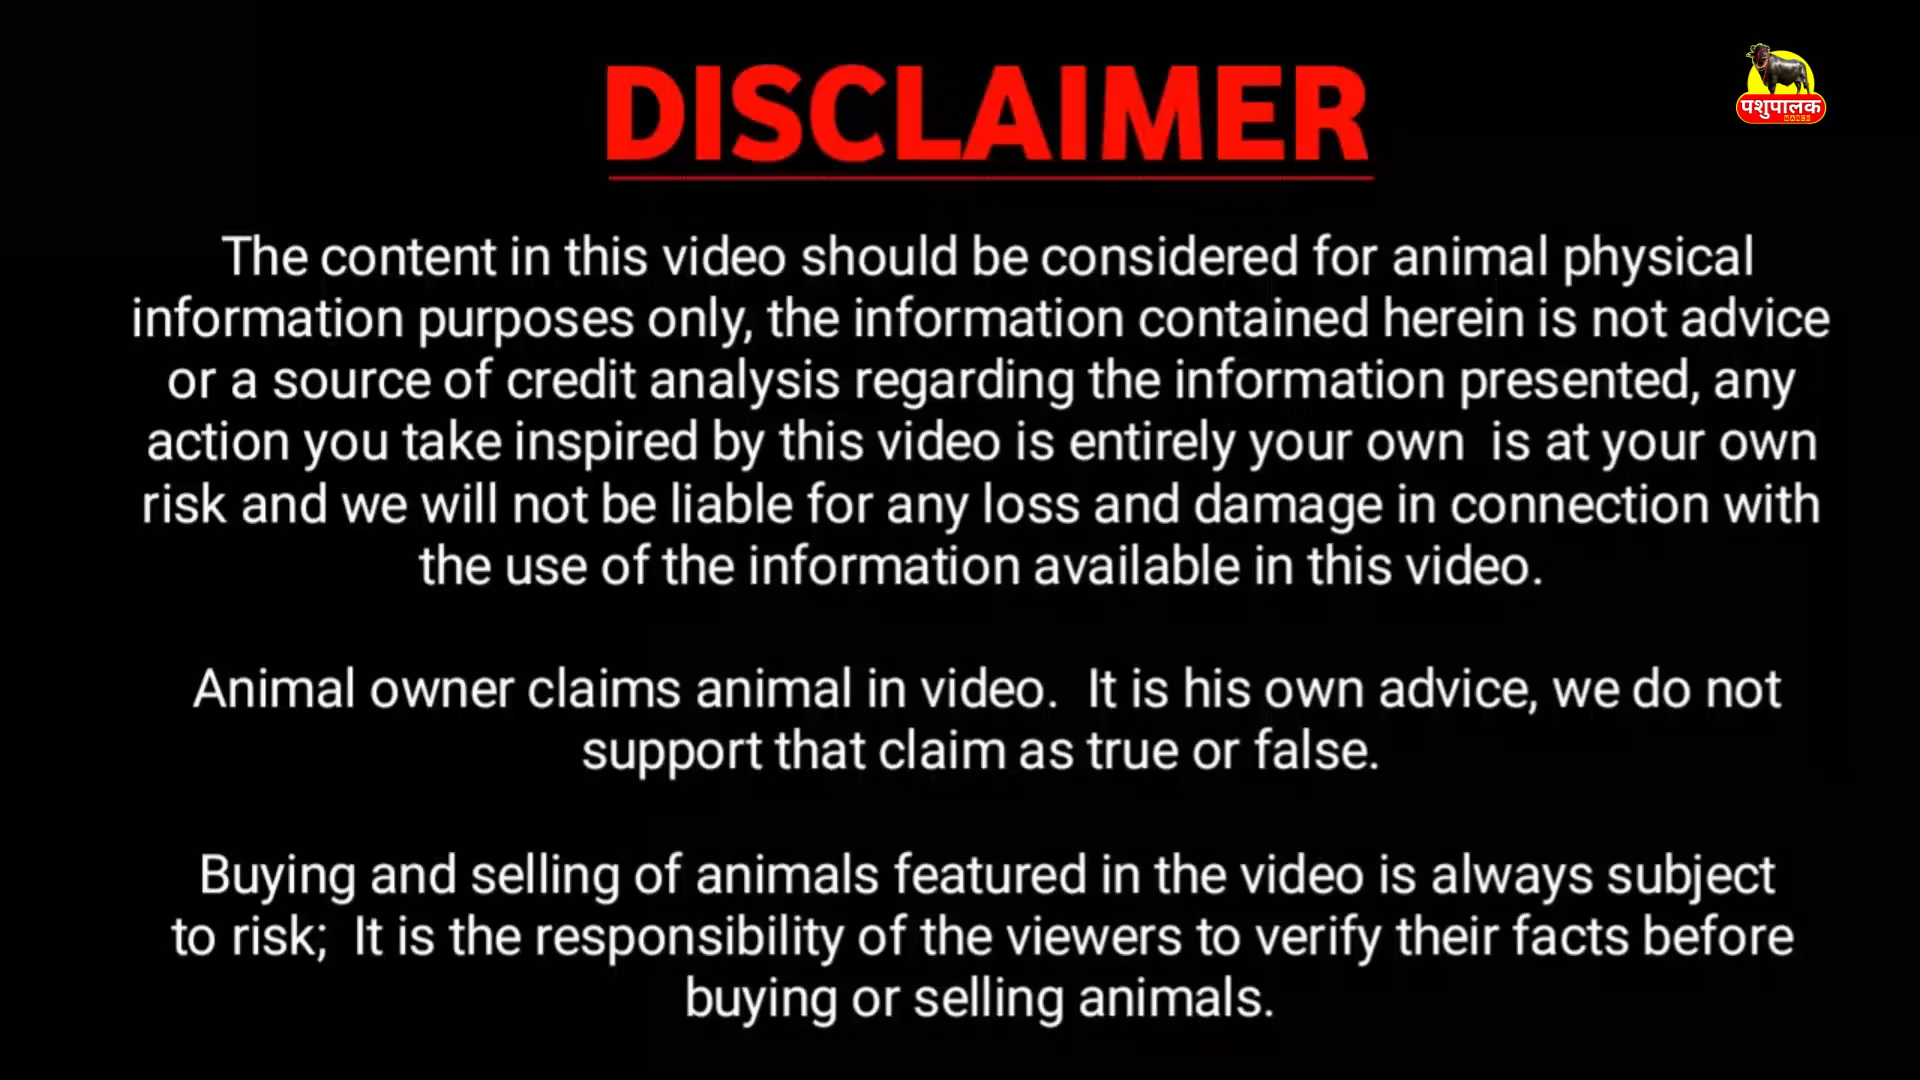 DISCLAIMER
पशुपालक
The content in this video should be considered for animal physical
information purposes only, the information contained herein is not advice
or a source of credit analysis regarding the information presented, any
action you take inspired by this video is entirely your own is at your own
risk and we will not be liable for any loss and damage in connection with
the use of the information available in this video.
Animal owner claims animal in video. It is his own advice, we do not
support that claim as true or false.
Buying and selling of animals featured in the video is always subject
to risk; It is the responsibility of the viewers to verify their facts before
buying or selling animals.